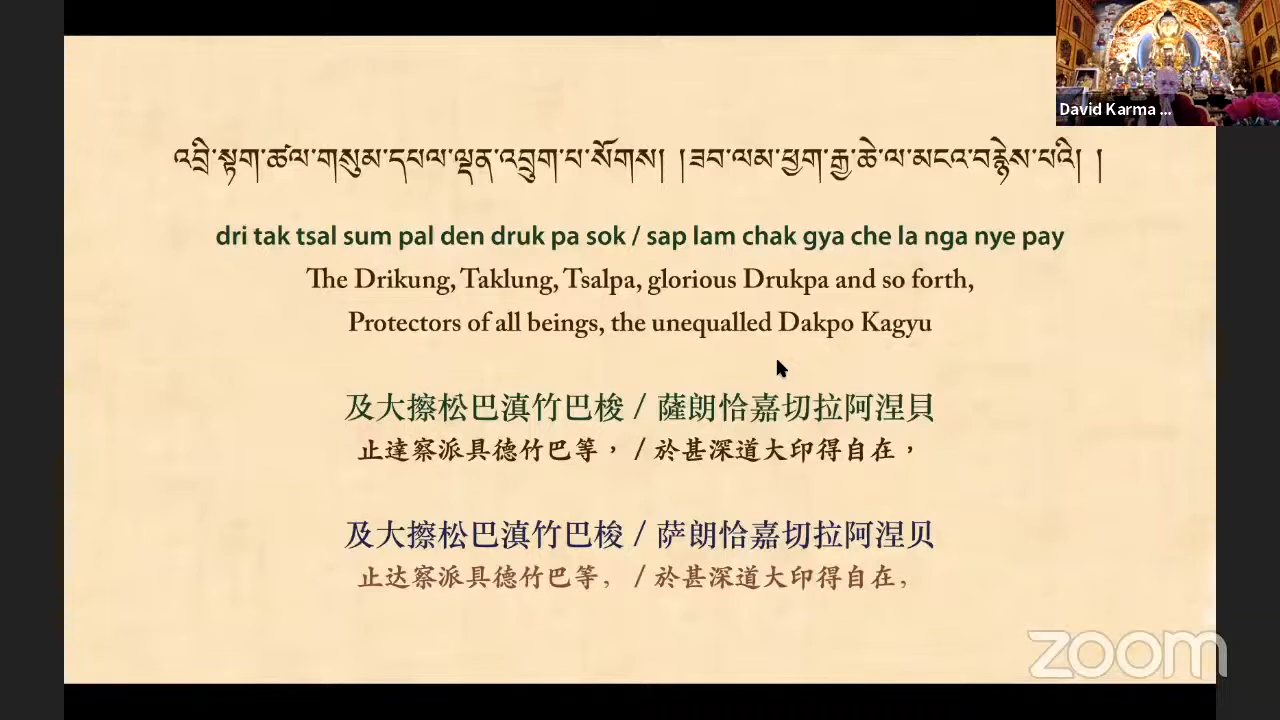 David Karma ...
འབྲི་སྟག་ཚལ་གསུམ་དཔལ་ལྡན་འབྲུག་པ་སོགས། །ཟབ་ལམ་ཕྱག་རྒྱ་ཆེ་ལ་མངའ་བརྙེས་པའི། །
dri tak tsal sum pal den druk pa sok / sap lam chak gya che la nga nye pay
The Drikung, Taklung, Tsalpa, glorious Drukpa and so forth,
Protectors of all beings, the unequalled Dakpo Kagyu
及大擦松巴滇竹巴梭 / 薩朗恰嘉切拉阿涅貝
止達察派具德竹巴等， / 於甚深道大印得自在，
及大擦松巴滇竹巴梭 / 萨朗恰嘉切拉阿涅贝
止达察派具德竹巴等， / 於甚深道大印得自在，
zoom